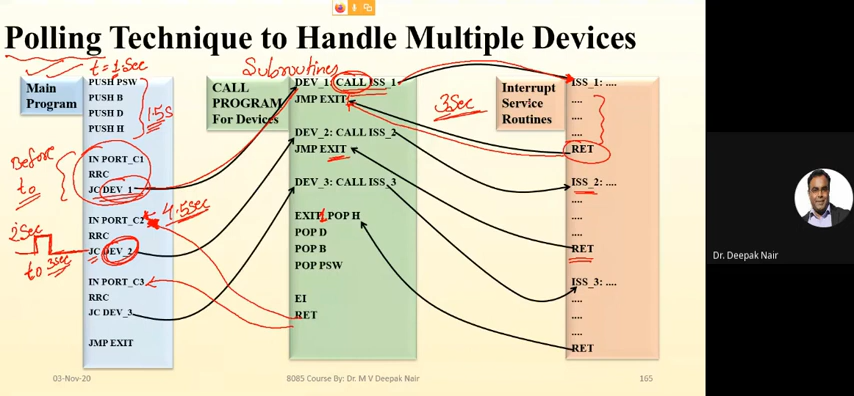 Polling Technique to Handle Multiple Devices
t=1.Sec
Subroutines
Main
Program
PUSH PSW
PUSH B
PUSH D
PUSH H
1.5s
Before
to
IN PORT_C1
RRC
JC DEV_1
IN PORT_C2
RRC
JC DEV_2
4.5sec
2sec
to 3sec
IN PORT_C3
RRC
JC DEV_3
JMP EXIT
CALL
PROGRAM
For Devices
DEV_1: CALL ISS_1
JMP EXIT
DEV_2: CALL ISS_2
JMP EXIT
DEV_3: CALL ISS_3
EXIT: POP H
POP D
POP B
POP PSW
EI
RET
3Sec
Interrupt
Service
Routines
ISS_1: ....
....
....
....
RET
ISS_2: ....
....
....
....
RET
ISS_3: ....
....
....
....
RET
03-Nov-20
8085 Course By: Dr. M V Deepak Nair
165
Dr. Deepak Nair